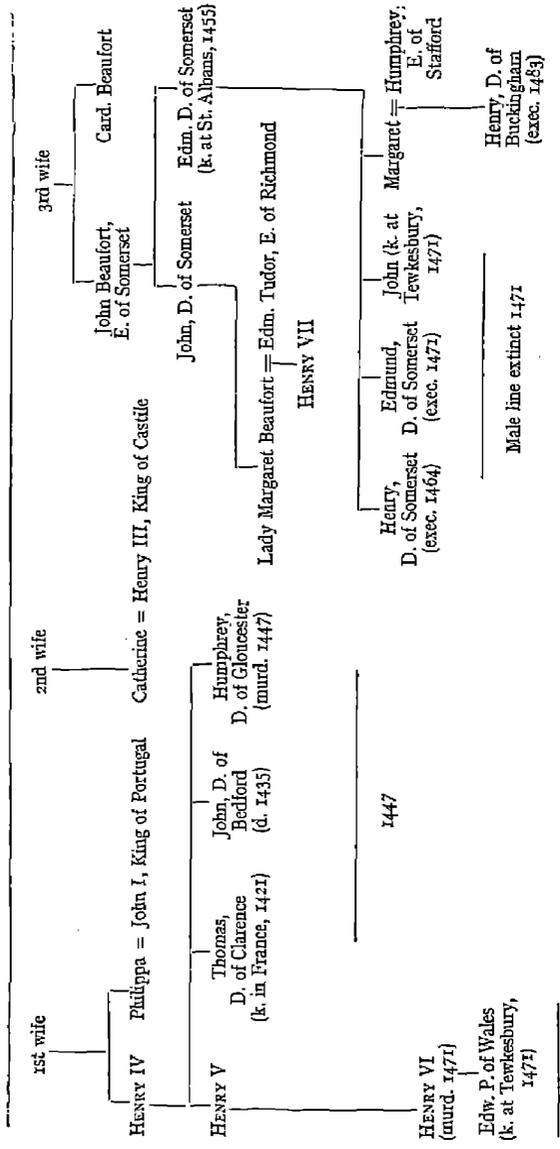 1st wife
2nd wife
3rd wife
HENRY IV
Philippa = John I, King of Portugal
Catherine = Henry III, King of Castile
John Beaufort,
E. of Somerset
Card. Beaufort
HENRY V
Thomas,
D. of Clarence
(k. in France, 1421)
John, D. of
Bedford
(d. 1435)
Humphrey,
D. of Gloucester
(murd. 1447)
John, D. of Somerset
Edm. D. of Somerset
(k. at St. Albans, 1455)
Lady Margaret Beaufort = Edm. Tudor, E. of Richmond
HENRY VII
1447
HENRY VI
(murd. 1471)
Edw. P. of Wales
(k. at Tewkesbury,
1471)
Henry,
D. of Somerset
(exec. 1464)
Edmund,
D. of Somerset
(exec. 1471)
John (k. at
Tewkesbury,
1471)
Margaret = Humphrey,
E. of
Stafford
Henry, D. of
Buckingham
(exec. 1483)
Male line extinct 1471